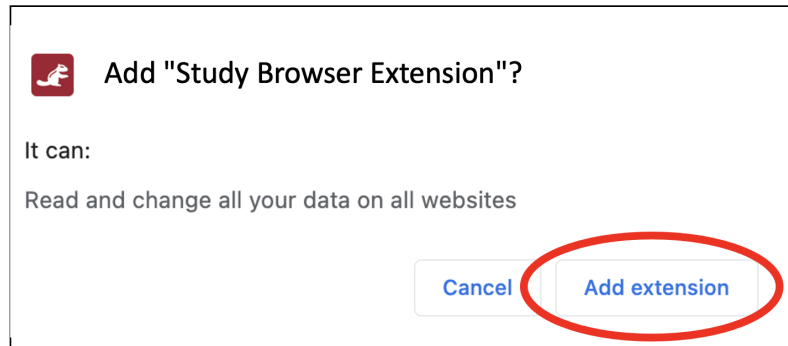 Add "Study Browser Extension"?
It can:
Read and change all your data on all websites
Cancel
Add extension